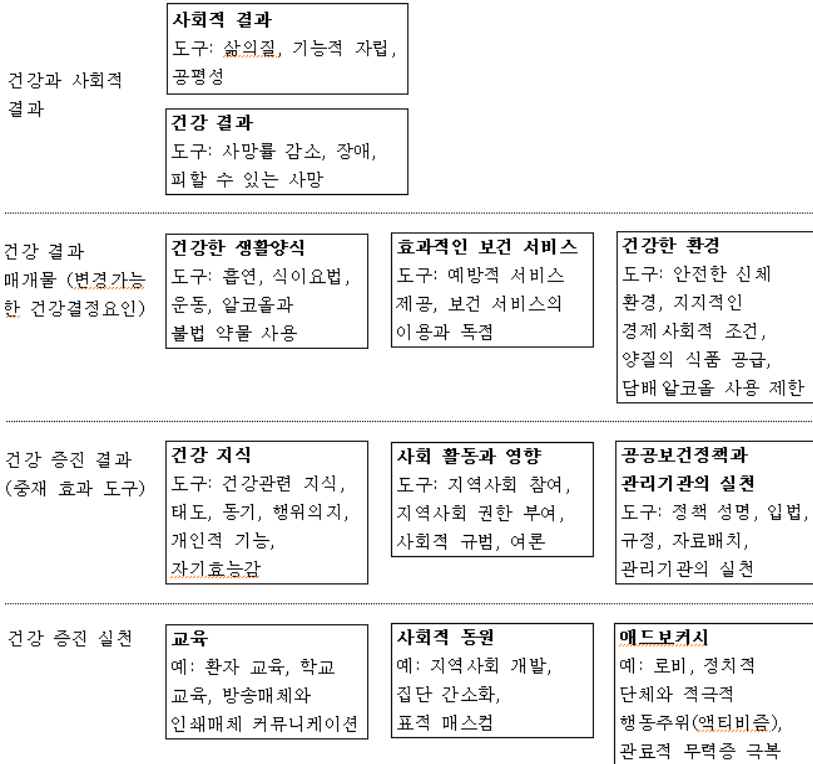 사회적 결과
도구: 삶의질, 기능적 자립,
공평성
건강과 사회적
결과
건강 결과
도구: 사망률 감소, 장애,
피할 수 있는 사망
건강 결과
매개물 (변경가능
한 건강결정요인)
건강한 생활양식
도구: 흡연, 식이요법,
운동, 알코올과
불법 약물 사용
효과적인 보건 서비스
도구: 예방적 서비스
제공, 보건 서비스의
이용과 독점
건강한 환경
도구: 안전한 신체
환경, 지지적인
경제사회적 조건,
양질의 식품 공급,
담배알코올 사용 제한
건강 증진 결과
(중재 효과 도구)
건강 지식
도구: 건강관련 지식,
태도, 동기, 행위의지,
개인적 기능,
자기효능감
사회 활동과 영향
도구: 지역사회 참여,
지역사회 권한 부여,
사회적 규범, 여론
공공보건정책과
관리기관의 실천
도구: 정책 성명, 입법,
규정, 자료배치,
관리기관의 실천
건강 증진 실천
교육
예: 환자 교육, 학교
교육, 방송매체와
인쇄매체 커뮤니케이션
사회적 동원
예: 지역사회 개발,
집단 간소화,
표적 매스컴
애드보커시
예: 로비, 정치적
단체와 적극적
행동주위(액티비즘),
관료적 무력증 극복